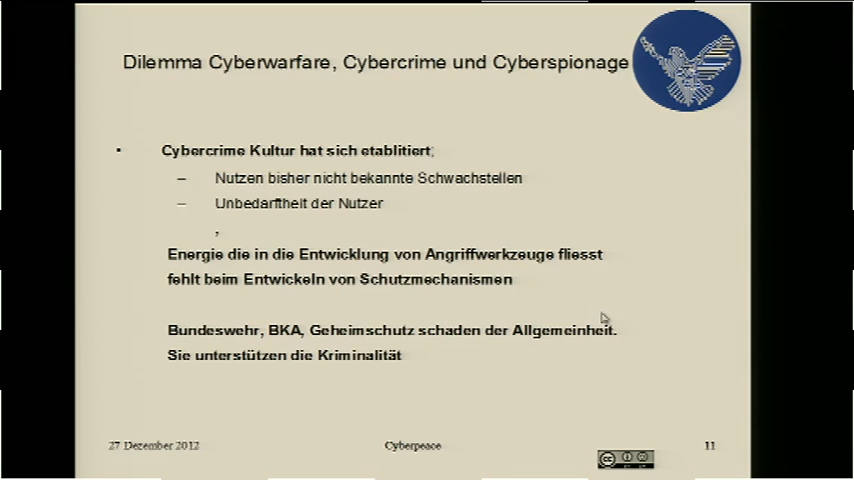 Dilemma Cyberwarfare, Cybercrime und Cyberspionage
• Cybercrime Kultur hat sich etablitiert;
– Nutzen bisher nicht bekannte Schwachstellen
– Unbedarftheit der Nutzer
,
Energie die in die Entwicklung von Angriffwerkzeuge fliesst
fehlt beim Entwickeln von Schutzmechanismen
Bundeswehr, BKA, Geheimschutz schaden der Allgemeinheit.
Sie unterstützen die Kriminalität
27 Dezember 2012 Cyberpeace 11
cc